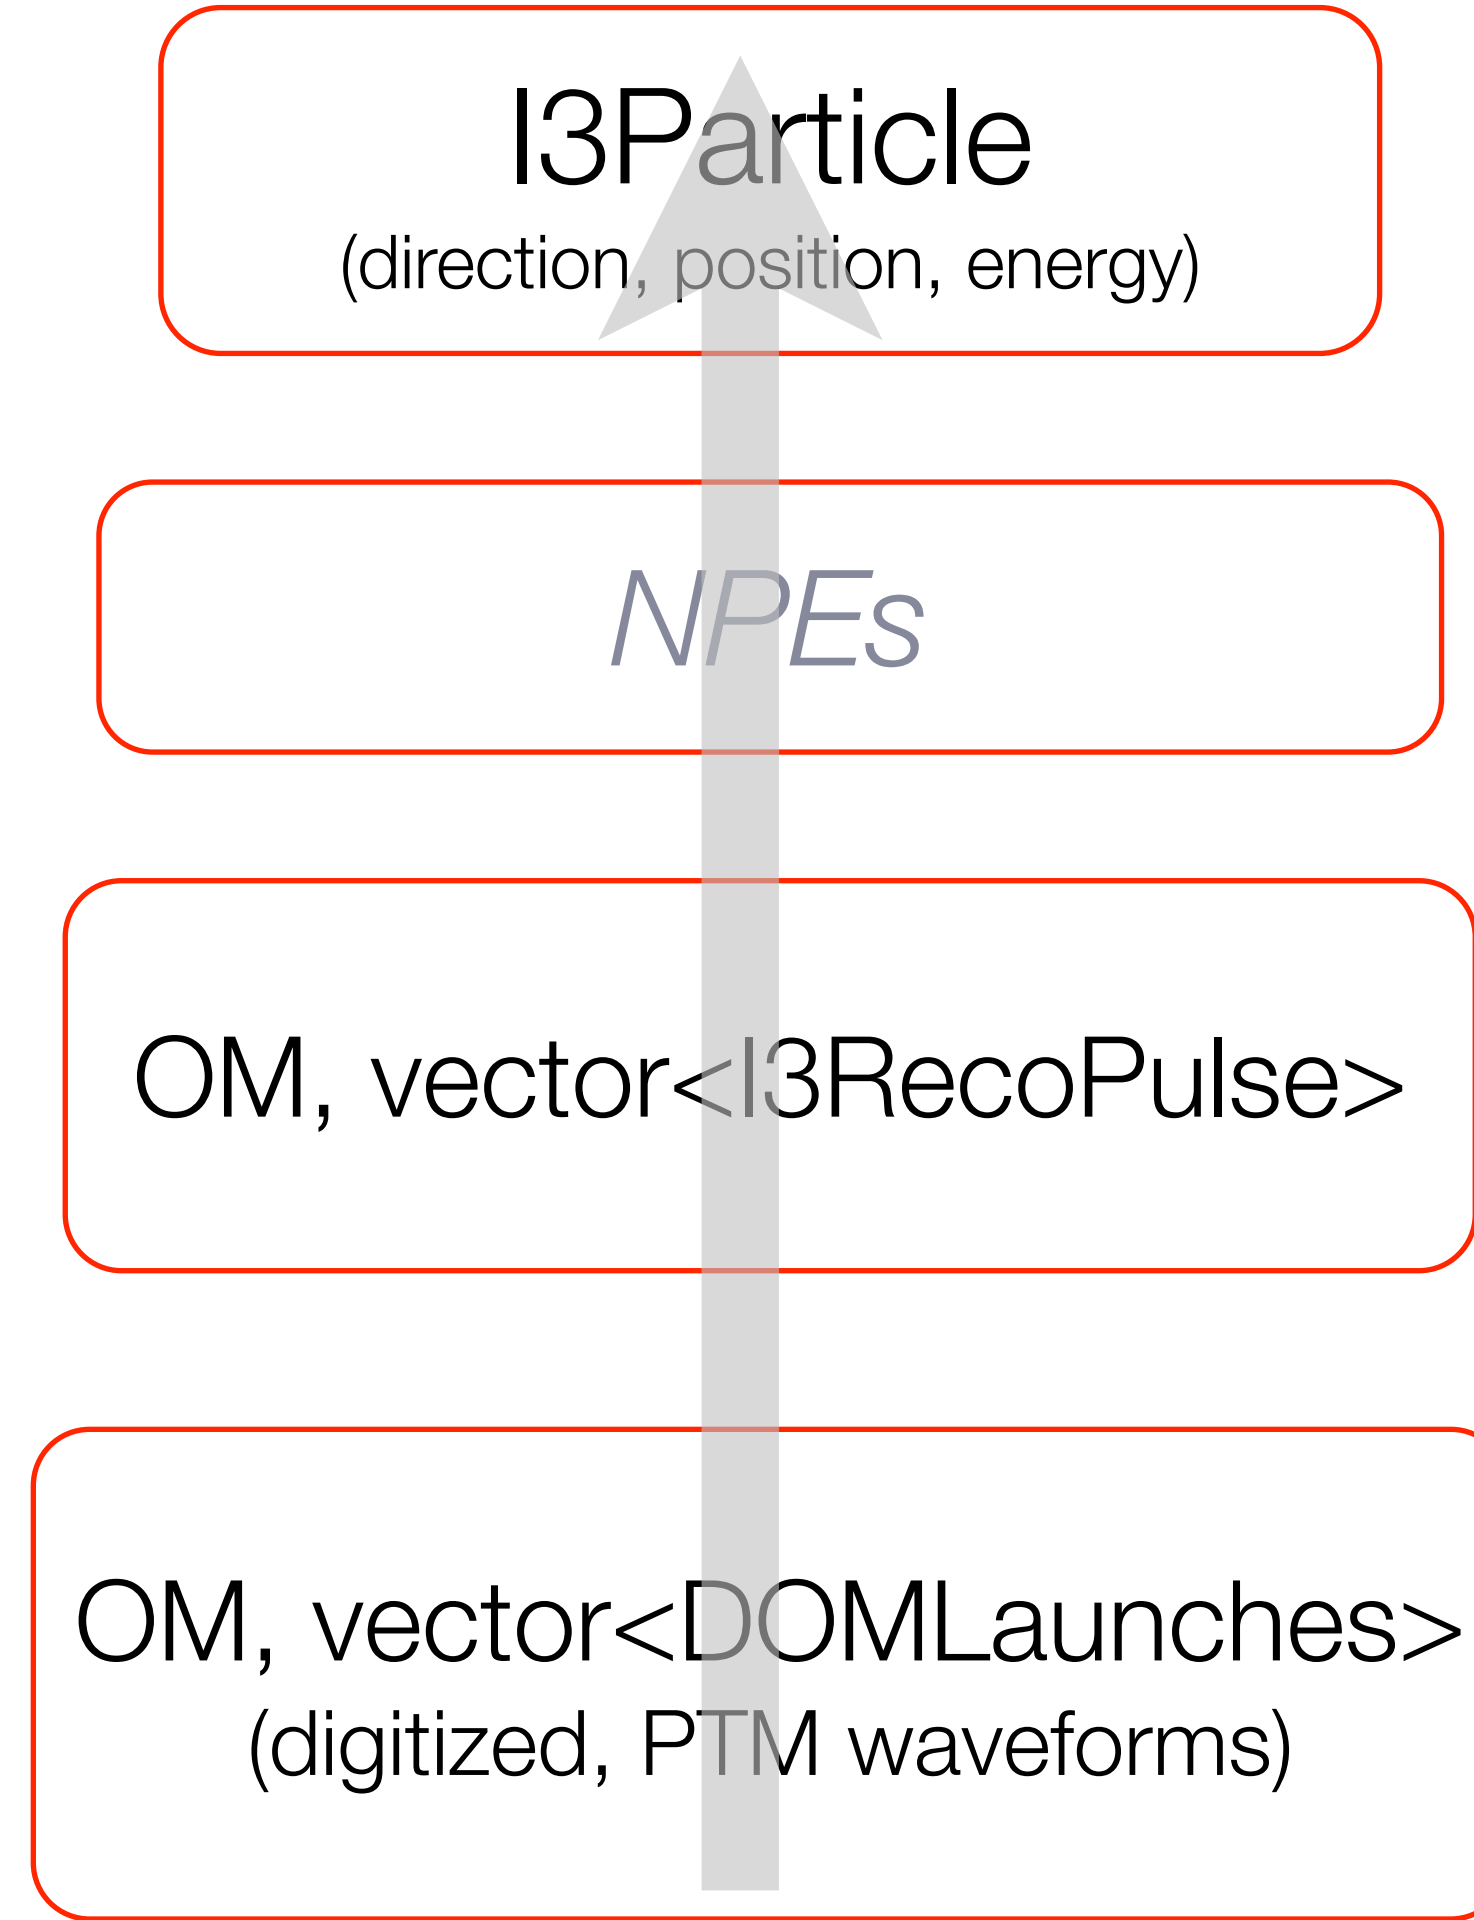 I3Particle
(direction, position, energy)
NPEs
OM, vector<I3RecoPulse>
OM, vector<DOMLaunches>
(digitized, PTM waveforms)